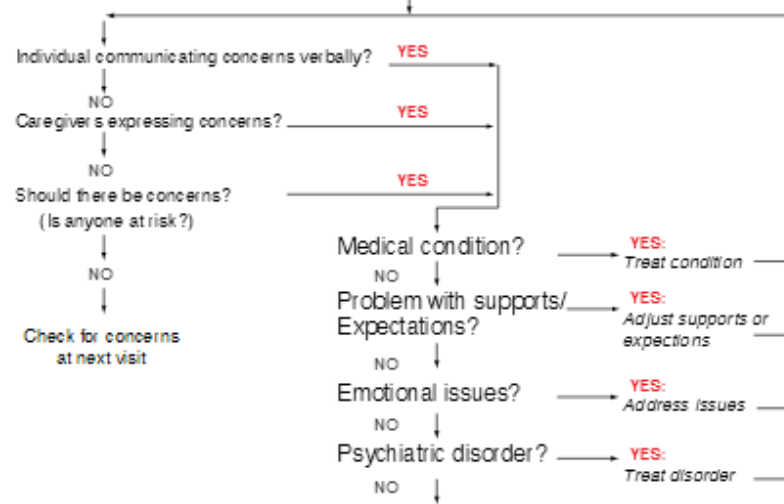 Individual communicating concerns verbally?
YES
NO
Caregivers expressing concerns?
YES
NO
Should there be concerns?
YES
(Is anyone at risk?)
NO
Check for concerns
at next visit
Medical condition?
YES:
Treat condition
NO
Problem with supports/
Expectations?
YES:
Adjust supports or
expections
NO
Emotional issues?
YES:
Address issues
NO
Psychiatric disorder?
YES:
Treat disorder
NO